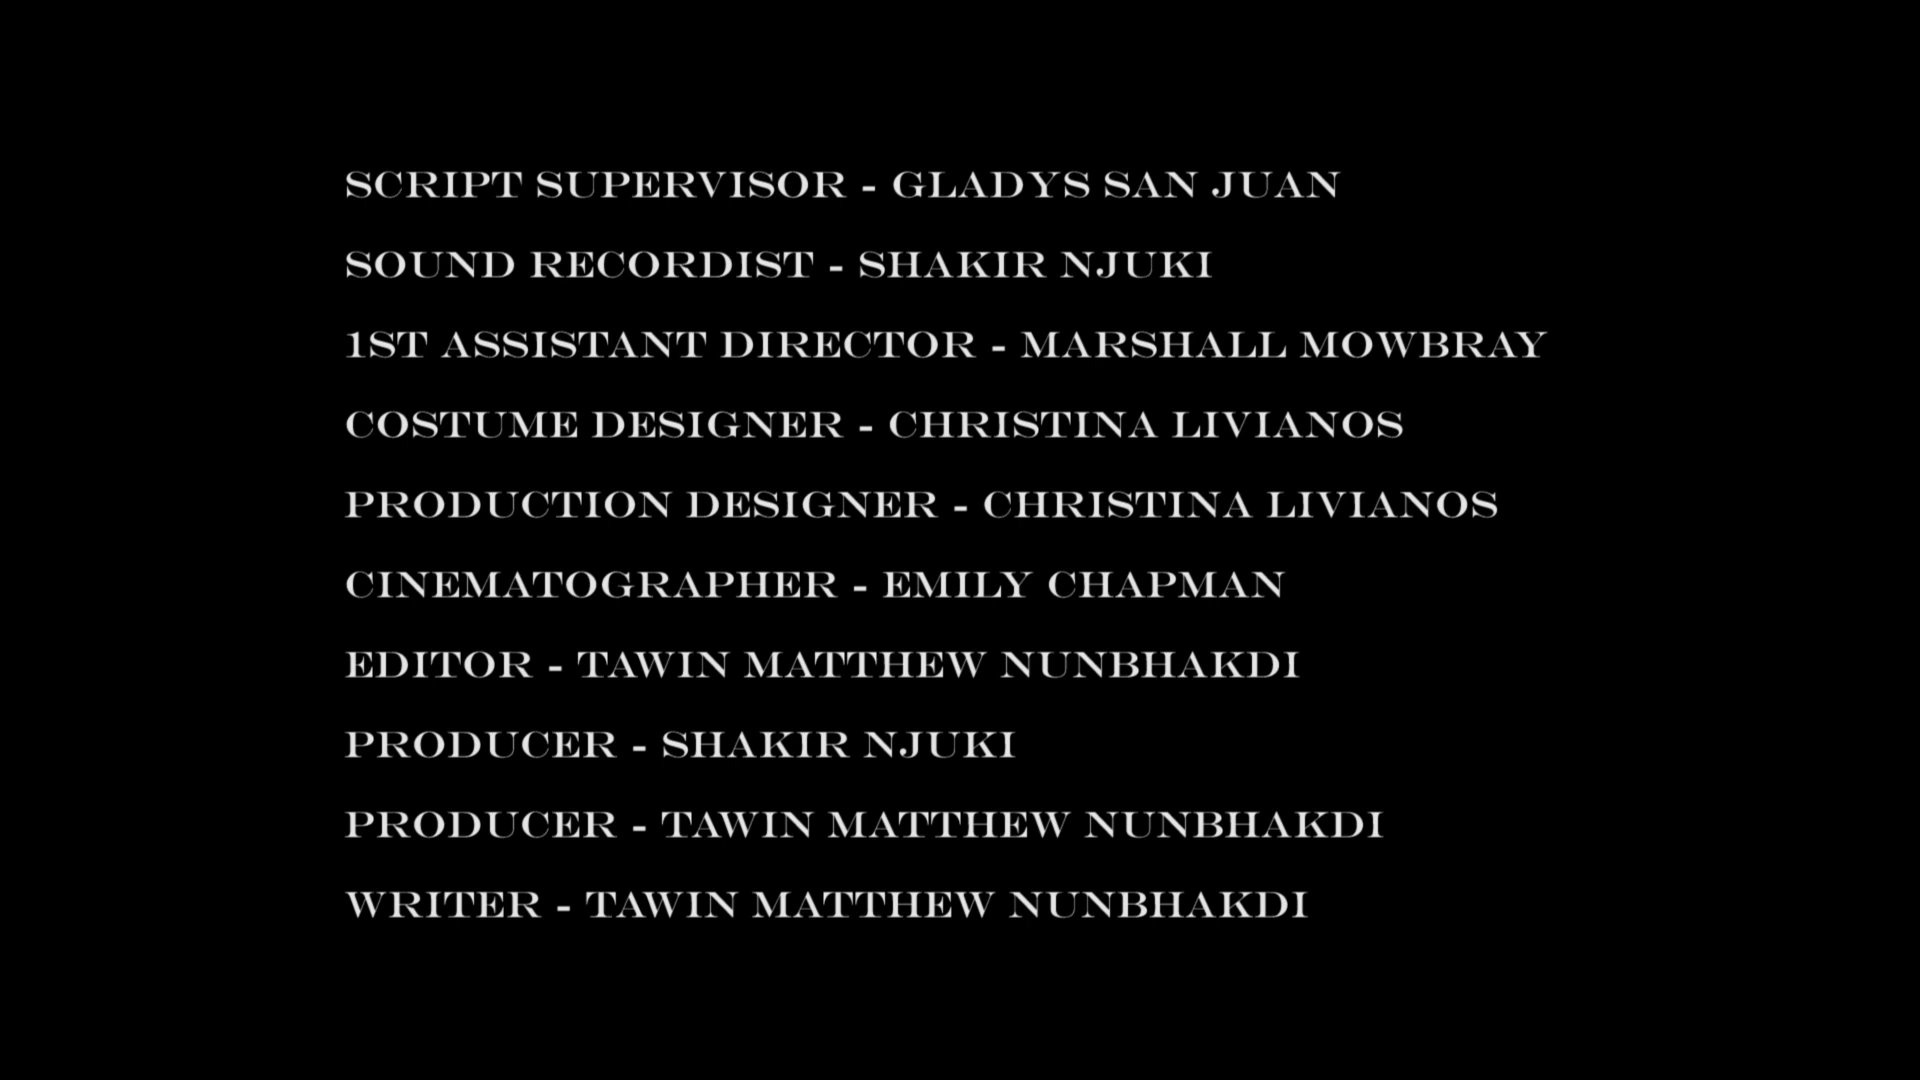 SCRIPT SUPERVISOR - GLADYS SAN JUAN
SOUND RECORDIST - SHAKIR NJUKI
1ST ASSISTANT DIRECTOR - MARSHALL MOWBRAY
COSTUME DESIGNER - CHRISTINA LIVIANOS
PRODUCTION DESIGNER - CHRISTINA LIVIANOS
CINEMATOGRAPHER - EMILY CHAPMAN
EDITOR - TAWIN MATTHEW NUNBHAKDI
PRODUCER - SHAKIR NJUKI
PRODUCER - TAWIN MATTHEW NUNBHAKDI
WRITER - TAWIN MATTHEW NUNBHAKDI